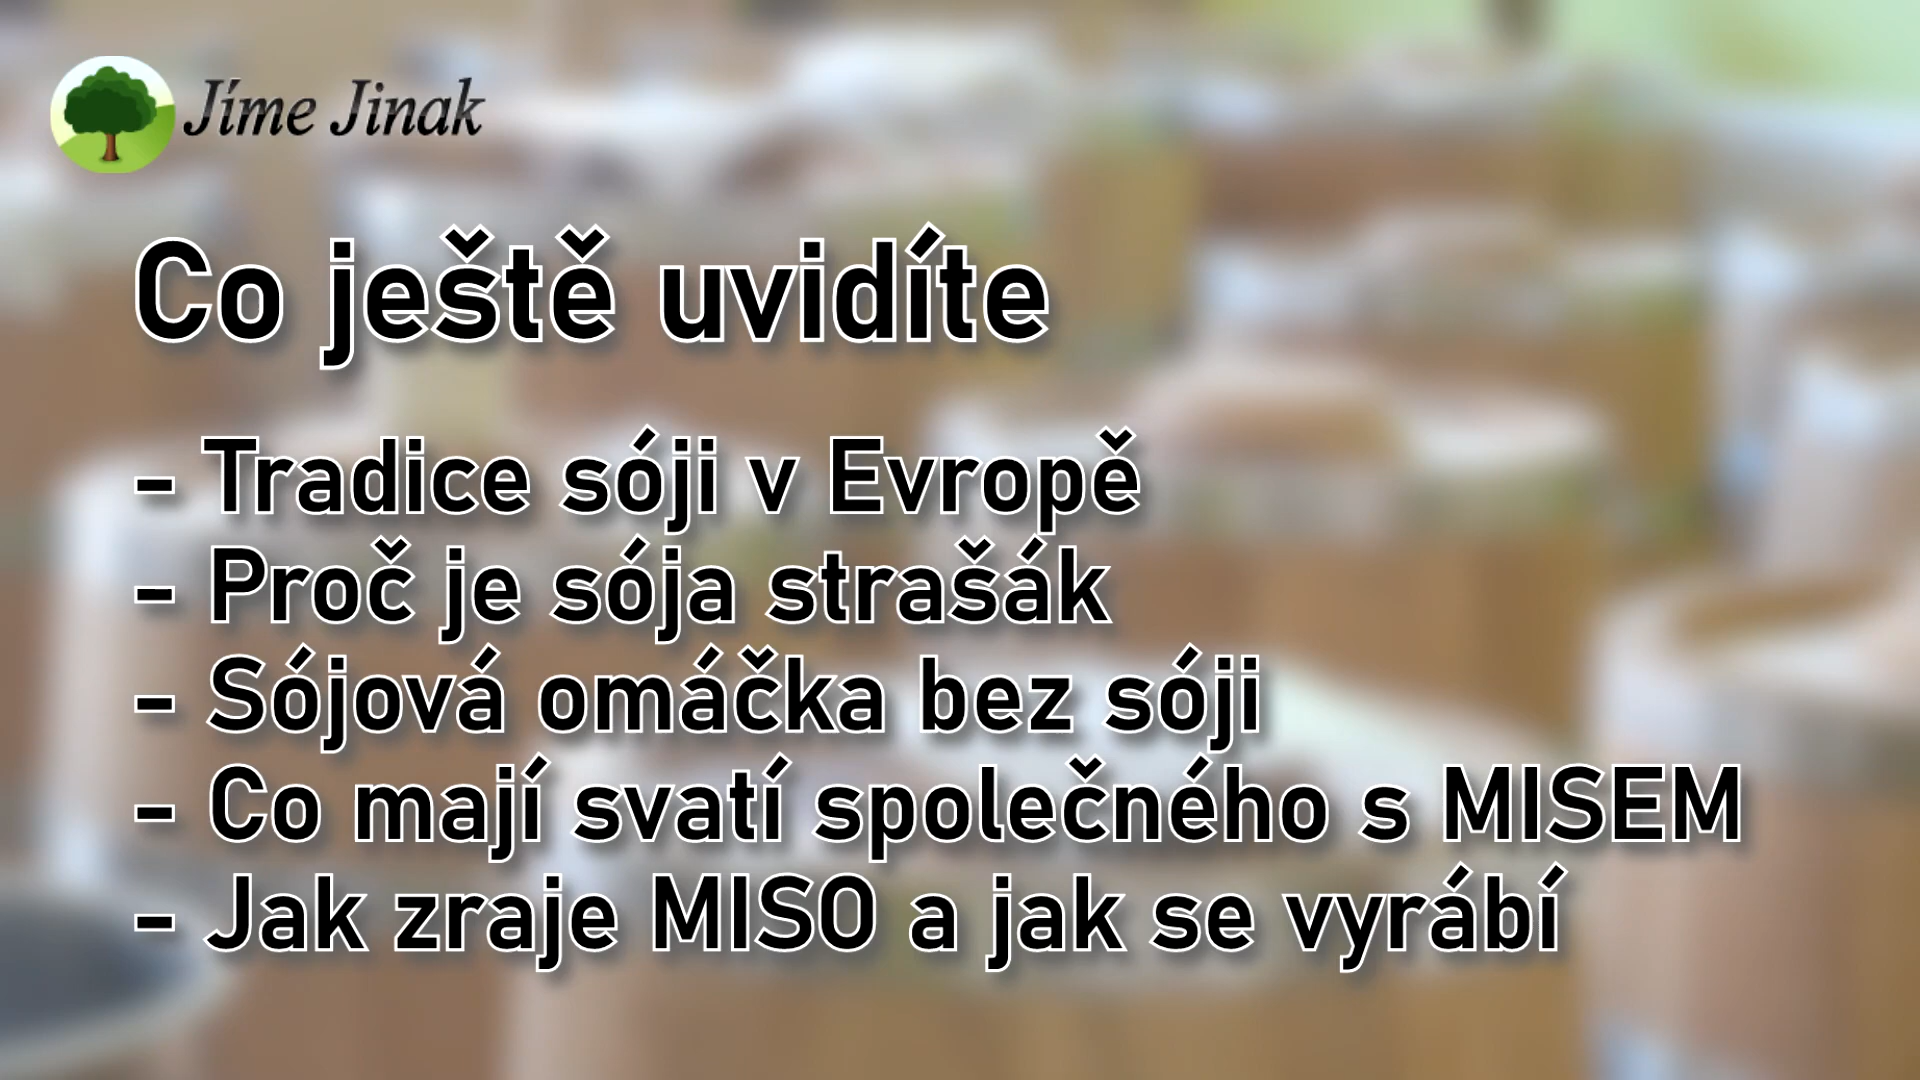 Jíme Jinak
Co ještě uvidíte
- Tradice sóji v Evropě
- Proč je sója strašák
- Sójová omáčka bez sóji
- Co mají svatí společného s MISEM
- Jak zraje MISO a jak se vyrábí